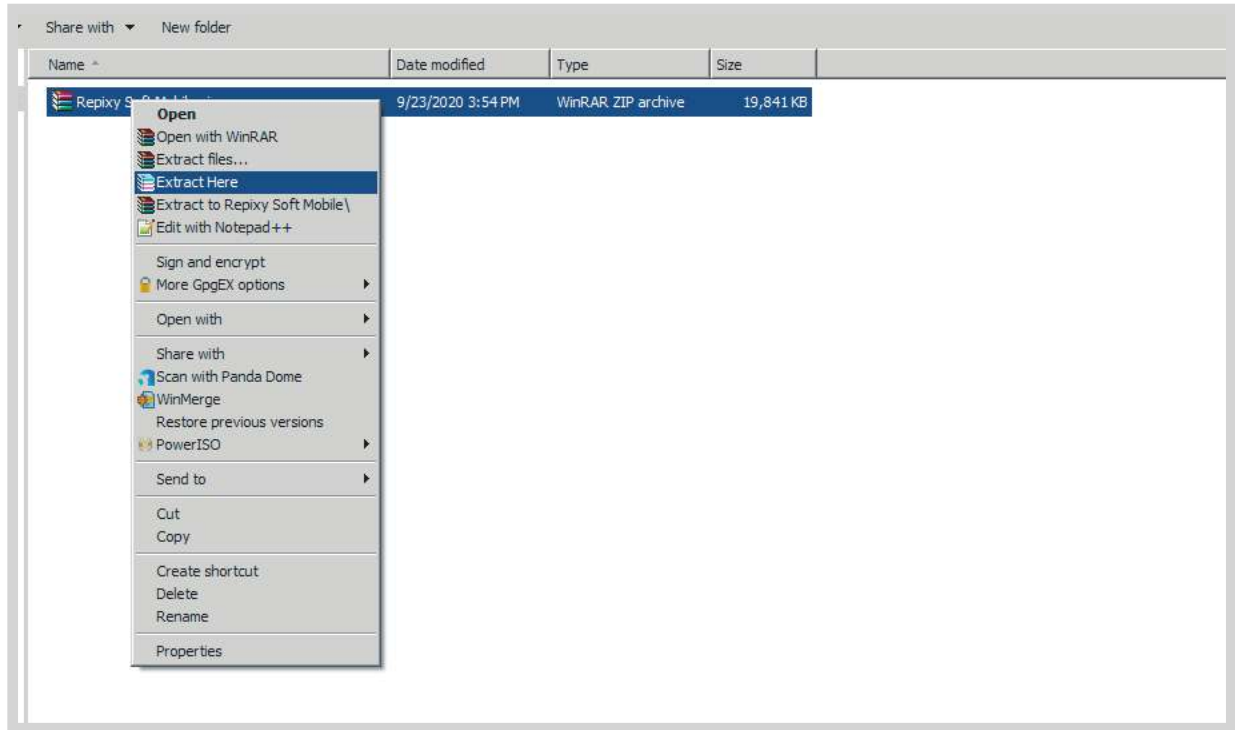 Share with New folder
Name Date modified Type Size
Repixy 9/23/2020 3:54 PM WinRAR ZIP archive 19,841 KB
Open
Open with WinRAR
Extract files...
Extract Here
Extract to Repixy Soft Mobile\
Edit with Notepad++
Sign and encrypt
More GpgEX options
Open with
Share with
Scan with Panda Dome
WinMerge
Restore previous versions
PowerISO
Send to
Cut
Copy
Create shortcut
Delete
Rename
Properties